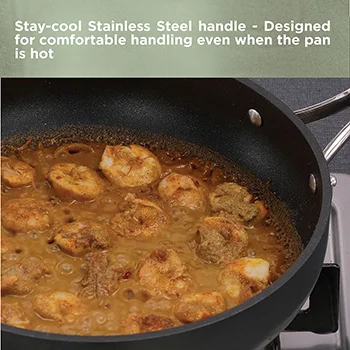 Stay-cool Stainless Steel handle - Designed
for comfortable handling even when the pan
is hot